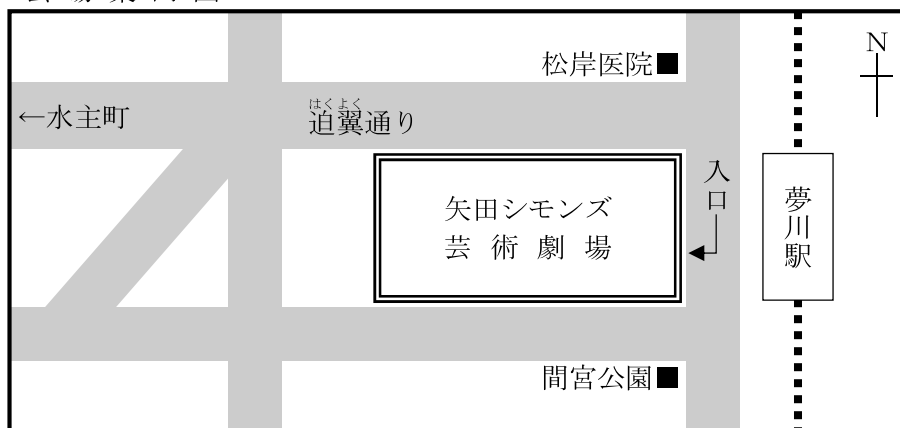 N
松岸医院
←水主町
はくよく
迫翼通り
入口
矢田シモンズ
芸術劇場
夢川駅
間宮公園